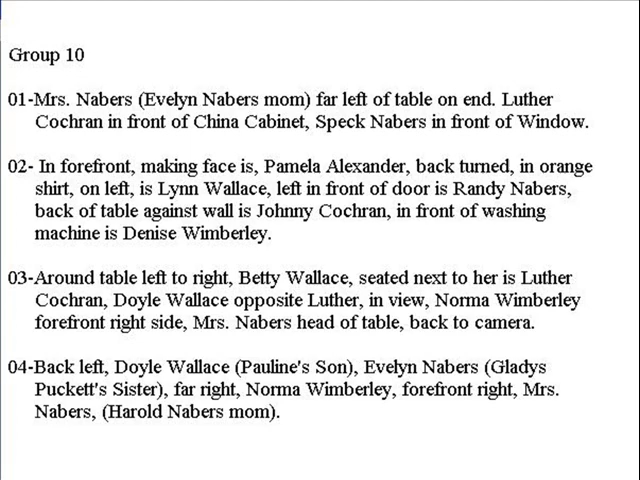 Group 10
01-Mrs. Nabers (Evelyn Nabers mom) far left of table on end. Luther
Cochran in front of China Cabinet, Speck Nabers in front of Window.
02- In forefront, making face is, Pamela Alexander, back turned, in orange
shirt, on left, is Lynn Wallace, left in front of door is Randy Nabers,
back of table against wall is Johnny Cochran, in front of washing
machine is Denise Wimberley.
03-Around table left to right, Betty Wallace, seated next to her is Luther
Cochran, Doyle Wallace opposite Luther, in view, Norma Wimberley
forefront right side, Mrs. Nabers head of table, back to camera.
04-Back left, Doyle Wallace (Pauline's Son), Evelyn Nabers (Gladys
Puckett's Sister), far right, Norma Wimberley, forefront right, Mrs.
Nabers, (Harold Nabers mom).